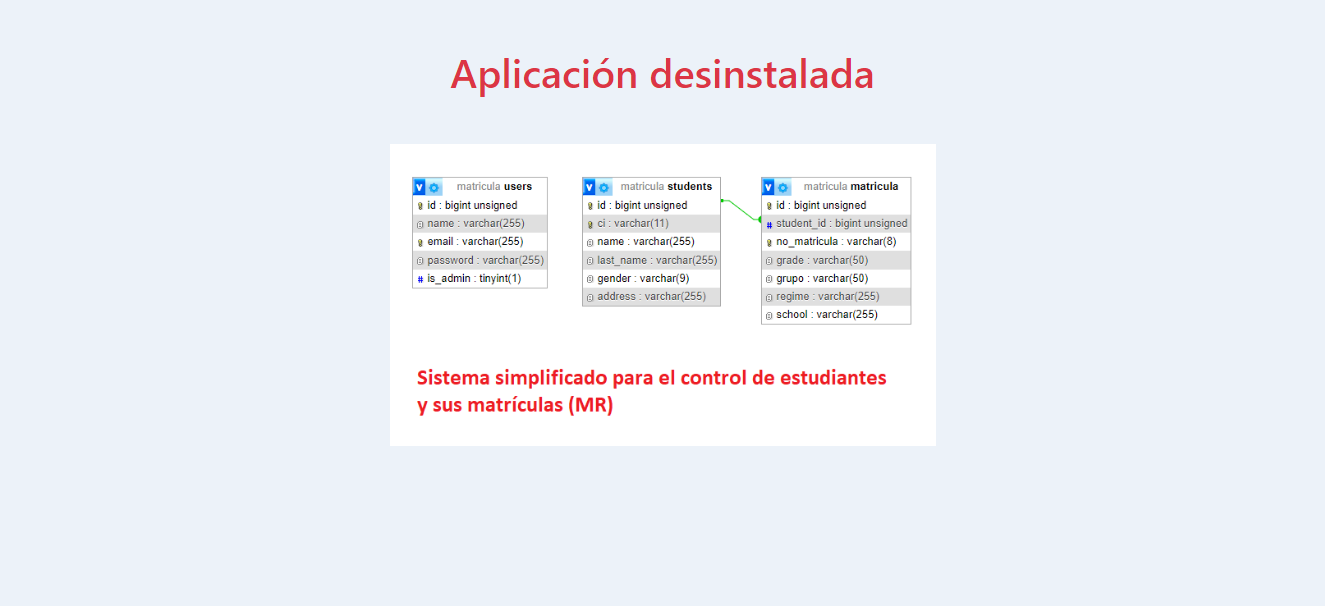 Aplicación desinstalada
matricula users
id : bigint unsigned
name : varchar(255)
email : varchar(255)
password : varchar(255)
is_admin : tinyint(1)
matricula students
id : bigint unsigned
ci : varchar(11)
name : varchar(255)
last_name : varchar(255)
gender : varchar(9)
address : varchar(255)
matricula matricula
id : bigint unsigned
student_id : bigint unsigned
no_matricula : varchar(8)
grade : varchar(50)
grupo : varchar(50)
regime : varchar(255)
school : varchar(255)
Sistema simplificado para el control de estudiantes
y sus matrículas (MR)